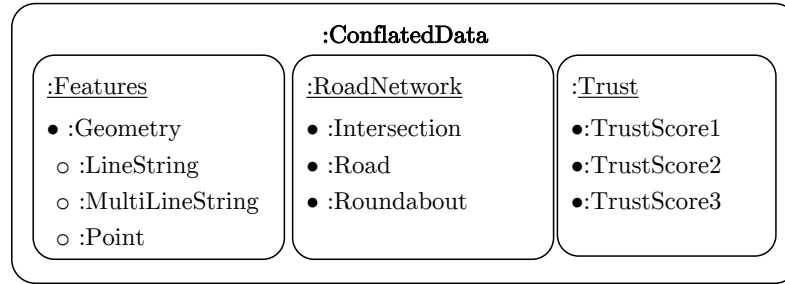 :ConflatedData
:Features
● :Geometry
○ :LineString
○ :MultiLineString
○ :Point
:RoadNetwork
● :Intersection
● :Road
● :Roundabout
:Trust
●:TrustScore1
●:TrustScore2
●:TrustScore3